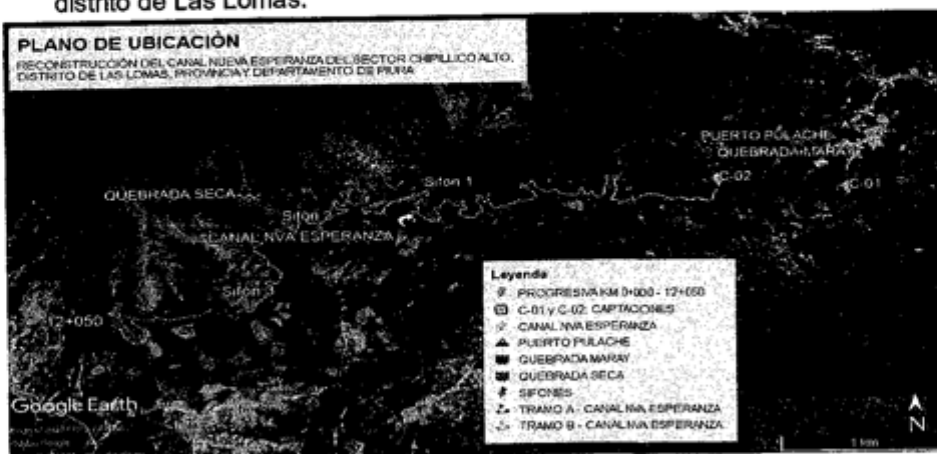 distrito de Las Lomas.
PLANO DE UBICACIÓN
RECONSTRUCCIÓN DEL CANAL NUEVA ESPERANZA DEL SECTOR CHIPILLICO ALTO,
DISTRITO DE LAS LOMAS, PROVINCIA Y DEPARTAMENTO DE PIURA
PUERTO PULACHE
QUEBRADA MARAY
C-02
C-01
Sifon 1
QUEBRADA SECA
Sifon 2
CANAL NVA ESPERANZA
Sifon 3
12+050
Leyenda
PROGRESIVA KM 0+000 - 12+050
C-01 y C-02: CAPTACIONES
CANAL NVA ESPERANZA
PUERTO PULACHE
QUEBRADA MARAY
QUEBRADA SECA
SIFONES
TRAMO A - CANAL NVA ESPERANZA
TRAMO B - CANAL NVA ESPERANZA
Google Earth
N
1 km